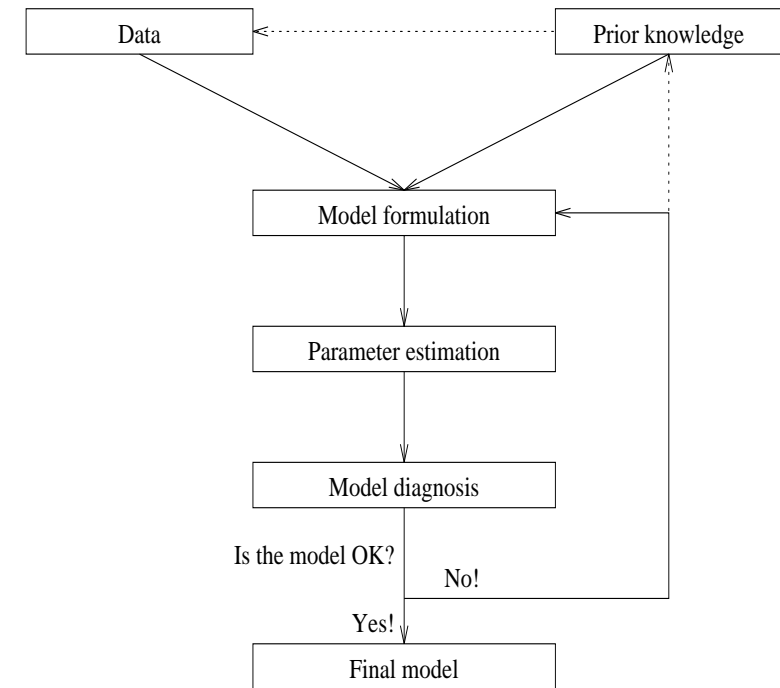 Data
Prior knowledge
Model formulation
Parameter estimation
Model diagnosis
Is the model OK?
No!
Yes!
Final model